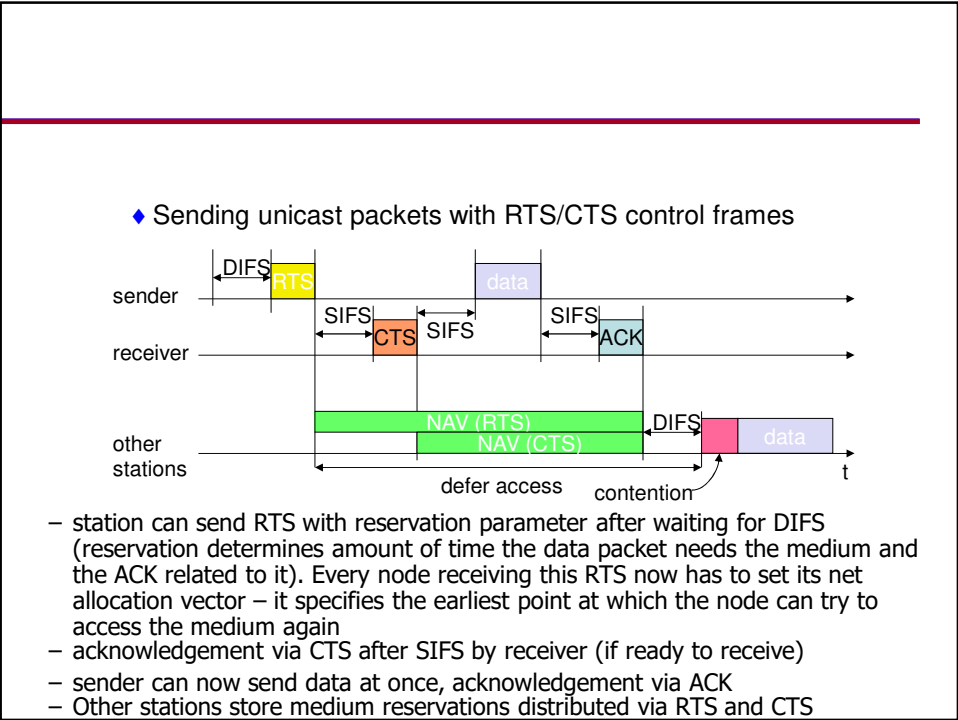 ♦ Sending unicast packets with RTS/CTS control frames
DIFS
RTS
data
sender
SIFS
SIFS
SIFS
CTS
ACK
receiver
NAV (RTS)
DIFS
NAV (CTS)
data
other
stations
t
defer access
contention
– station can send RTS with reservation parameter after waiting for DIFS
(reservation determines amount of time the data packet needs the medium and
the ACK related to it). Every node receiving this RTS now has to set its net
allocation vector – it specifies the earliest point at which the node can try to
access the medium again
– acknowledgement via CTS after SIFS by receiver (if ready to receive)
– sender can now send data at once, acknowledgement via ACK
– Other stations store medium reservations distributed via RTS and CTS